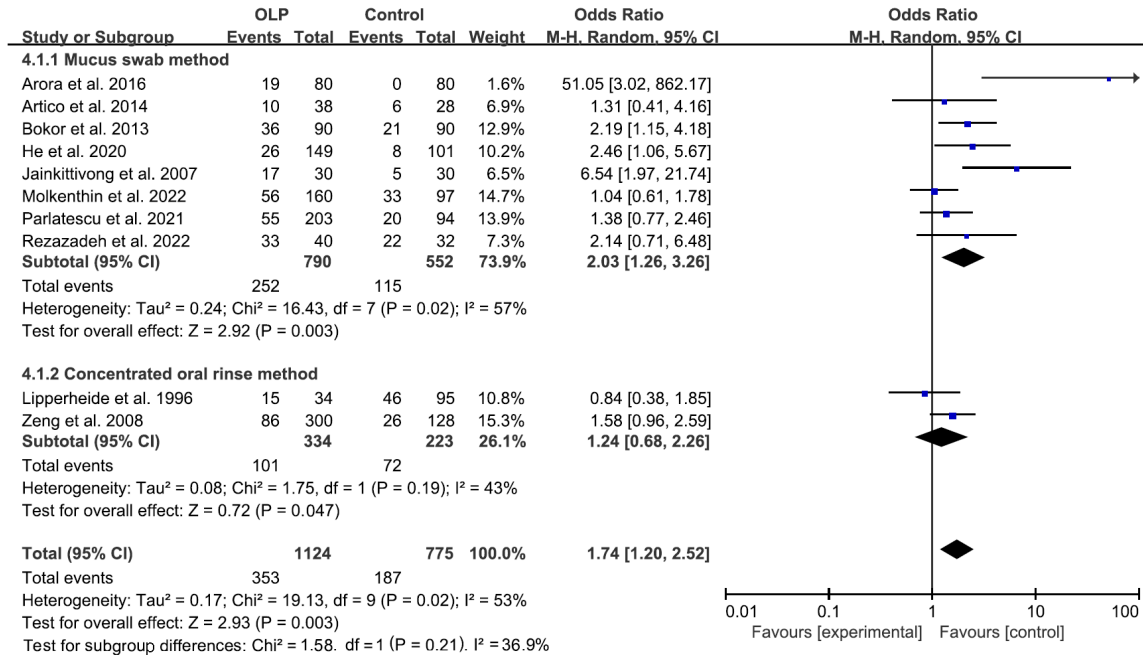 OLP Control Odds Ratio Odds Ratio
Study or Subgroup Events Total Events Total Weight M-H, Random, 95% CI M-H, Random, 95% CI
4.1.1 Mucus swab method
Arora et al. 2016 19 80 0 80 1.6% 51.05 [3.02, 862.17]
Artico et al. 2014 10 38 6 28 6.9% 1.31 [0.41, 4.16]
Bokor et al. 2013 36 90 21 90 12.9% 2.19 [1.15, 4.18]
He et al. 2020 26 149 8 101 10.2% 2.46 [1.06, 5.67]
Jainkittivong et al. 2007 17 30 5 30 6.5% 6.54 [1.97, 21.74]
Molkenthin et al. 2022 56 160 33 97 14.7% 1.04 [0.61, 1.78]
Parlatescu et al. 2021 55 203 20 94 13.9% 1.38 [0.77, 2.46]
Rezazadeh et al. 2022 33 40 22 32 7.3% 2.14 [0.71, 6.48]
Subtotal (95% CI) 790 552 73.9% 2.03 [1.26, 3.26]
Total events 252 115
Heterogeneity: Tau² = 0.24; Chi² = 16.43, df = 7 (P = 0.02); I² = 57%
Test for overall effect: Z = 2.92 (P = 0.003)
4.1.2 Concentrated oral rinse method
Lipperheide et al. 1996 15 34 46 95 10.8% 0.84 [0.38, 1.85]
Zeng et al. 2008 86 300 26 128 15.3% 1.58 [0.96, 2.59]
Subtotal (95% CI) 334 223 26.1% 1.24 [0.68, 2.26]
Total events 101 72
Heterogeneity: Tau² = 0.08; Chi² = 1.75, df = 1 (P = 0.19); I² = 43%
Test for overall effect: Z = 0.72 (P = 0.047)
Total (95% CI) 1124 775 100.0% 1.74 [1.20, 2.52]
Total events 353 187
Heterogeneity: Tau² = 0.17; Chi² = 19.13, df = 9 (P = 0.02); I² = 53%
Test for overall effect: Z = 2.93 (P = 0.003)
Test for subgroup differences: Chi² = 1.58. df = 1 (P = 0.21). I² = 36.9%
0.01 0.1 1 10 100
Favours [experimental] Favours [control]